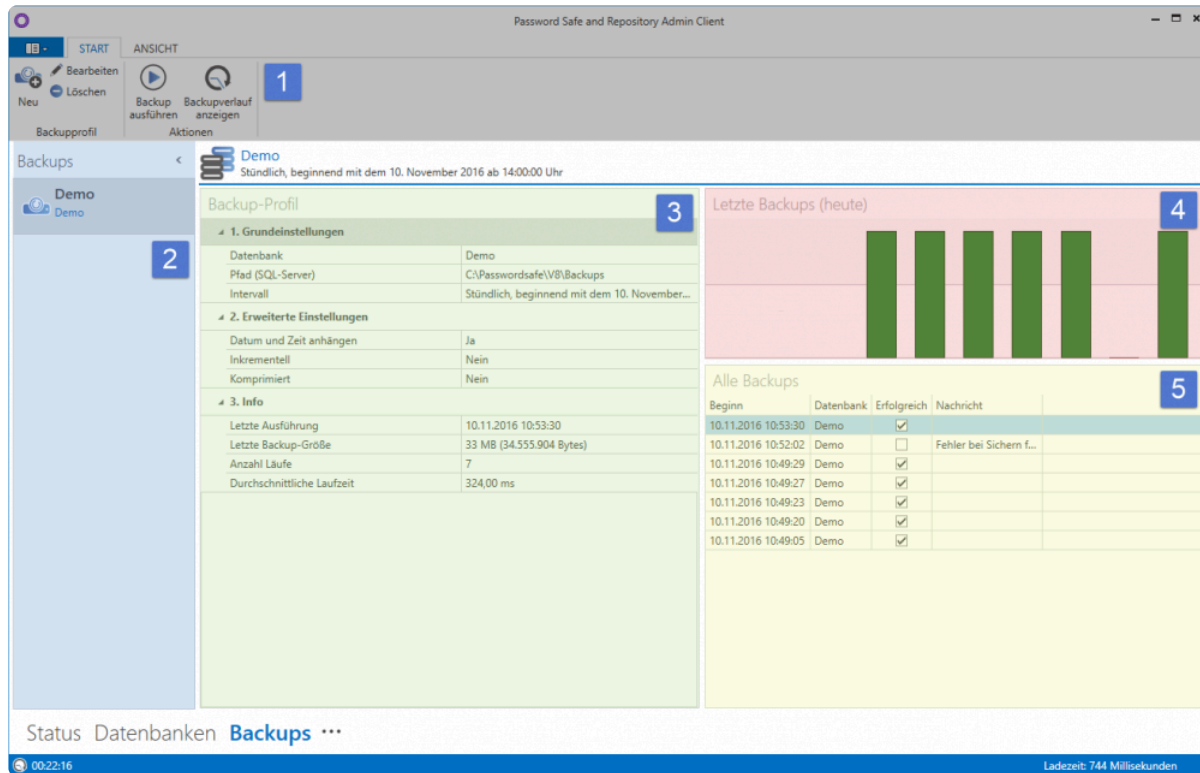 Password Safe and Repository Admin Client
START ANSICHT
Neu
Bearbeiten
Löschen
Backup ausführen
Backupverlauf anzeigen
1
Backupprofil
Aktionen
Backups
Demo
Demo
2
Demo
Stündlich, beginnend mit dem 10. November 2016 ab 14:00:00 Uhr
Backup-Profil
3
1. Grundeinstellungen
Datenbank Demo
Pfad (SQL-Server) C:\Passwordsafe\V8\Backups
Intervall Stündlich, beginnend mit dem 10. November...
2. Erweiterte Einstellungen
Datum und Zeit anhängen Ja
Inkrementell Nein
Komprimiert Nein
3. Info
Letzte Ausführung 10.11.2016 10:53:30
Letzte Backup-Größe 33 MB (34.555.904 Bytes)
Anzahl Läufe 7
Durchschnittliche Laufzeit 324,00 ms
Letzte Backups (heute)
4
Alle Backups
5
Beginn Datenbank Erfolgreich Nachricht
10.11.2016 10:53:30 Demo
10.11.2016 10:52:02 Demo Fehler bei Sichern f...
10.11.2016 10:49:29 Demo
10.11.2016 10:49:27 Demo
10.11.2016 10:49:23 Demo
10.11.2016 10:49:20 Demo
10.11.2016 10:49:05 Demo
Status Datenbanken Backups ...
00:22:16
Ladezeit: 744 Millisekunden